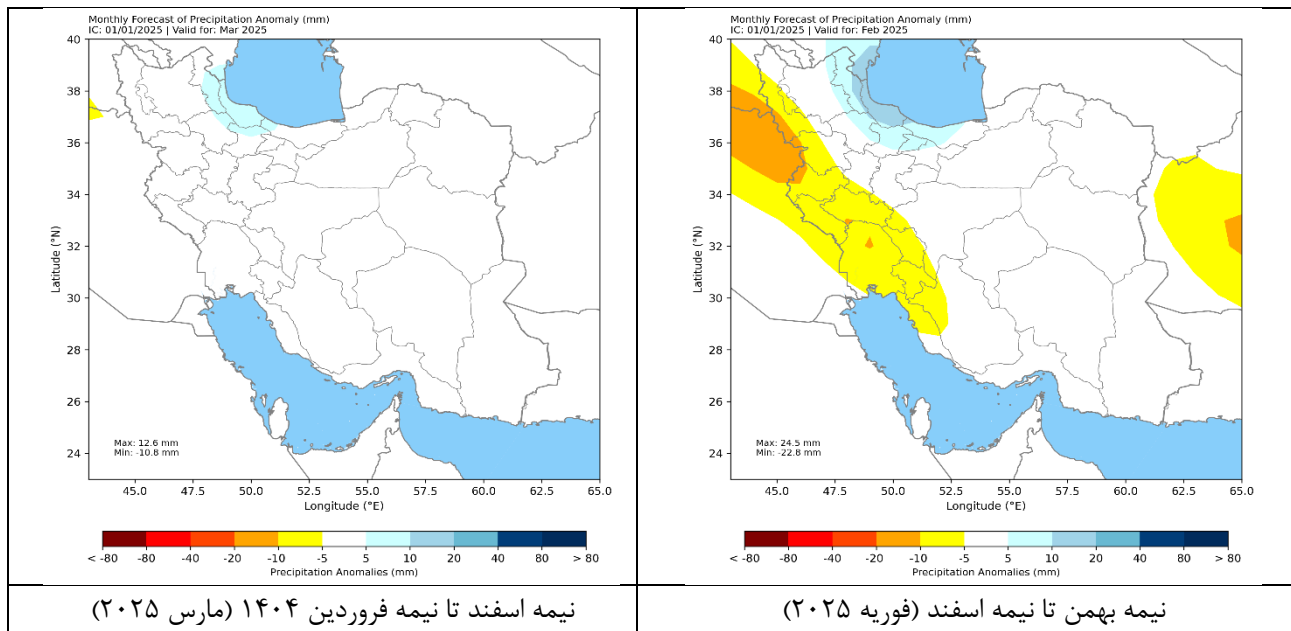 Monthly Forecast of Precipitation Anomaly (mm)
IC: 01/01/2025 | Valid for: Mar 2025
40
38
36
34
32
30
28
26
24
Latitude (°N)
Max: 12.6 mm
Min: -10.8 mm
45.0 47.5 50.0 52.5 55.0 57.5 60.0 62.5 65.0
Longitude (°E)
< -80 -80 -40 -20 -10 -5 5 10 20 40 > 80
Precipitation Anomalies (mm)
نیمه اسفند تا نیمه فروردین ۱۴۰۴ (مارس ۲۰۲۵)
Monthly Forecast of Precipitation Anomaly (mm)
IC: 01/01/2025 | Valid for: Feb 2025
40
38
36
34
32
30
28
26
24
Latitude (°N)
Max: 24.5 mm
Min: -22.8 mm
45.0 47.5 50.0 52.5 55.0 57.5 60.0 62.5 65.0
Longitude (°E)
< -80 -80 -40 -20 -10 -5 5 10 20 40 > 80
Precipitation Anomalies (mm)
نیمه بهمن تا نیمه اسفند (فوریه ۲۰۲۵)